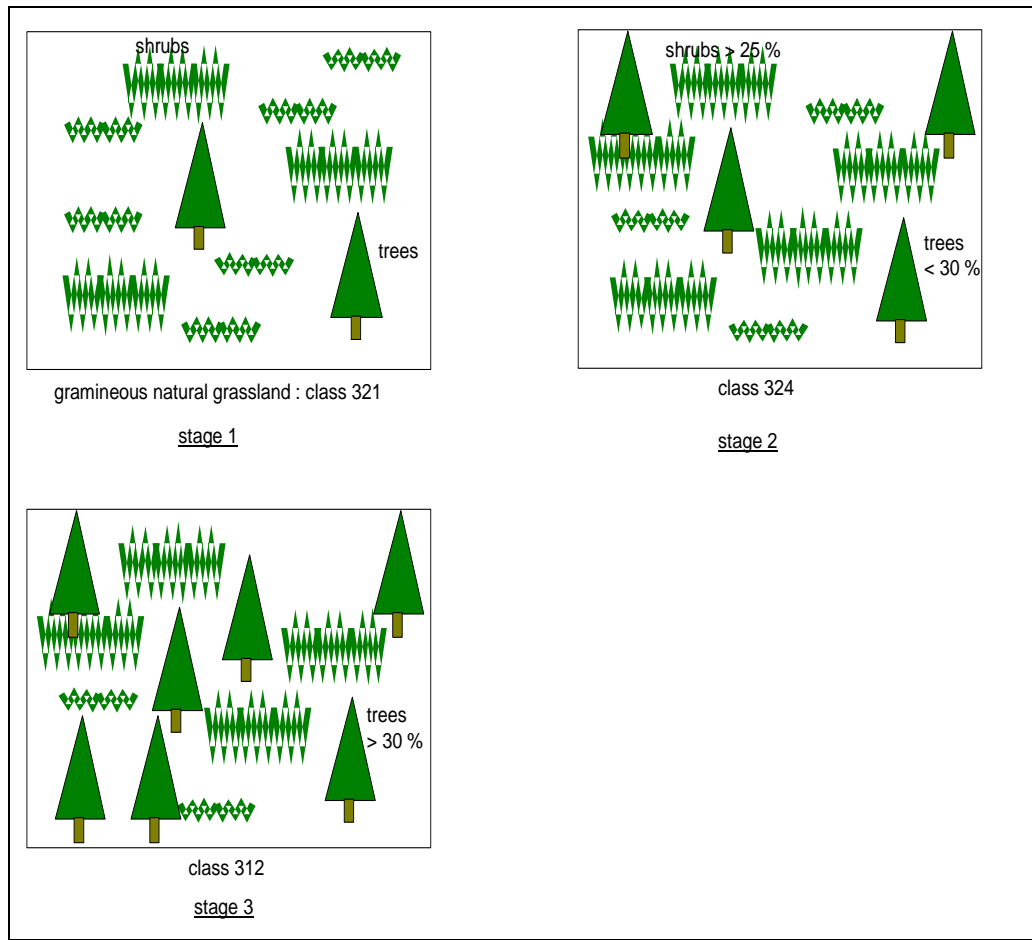 shrubs
trees
gramineous natural grassland : class 321
stage 1
shrubs > 25 %
trees
< 30 %
class 324
stage 2
trees
> 30 %
class 312
stage 3